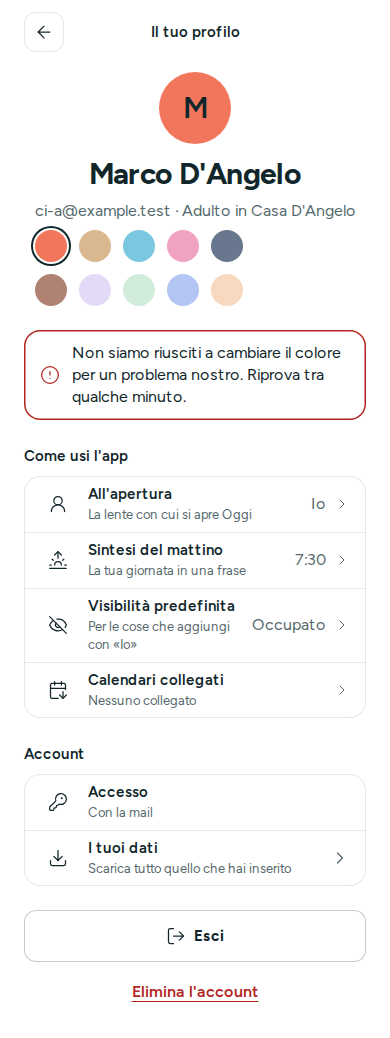 Il tuo profilo
M
Marco D'Angelo
ci-a@example.test · Adulto in Casa D'Angelo
Non siamo riusciti a cambiare il colore
per un problema nostro. Riprova tra
qualche minuto.
Come usi l'app
All'apertura
La lente con cui si apre Oggi
Io
Sintesi del mattino
La tua giornata in una frase
7:30
Visibilità predefinita
Per le cose che aggiungi
con «Io»
Occupato
Calendari collegati
Nessuno collegato
Account
Accesso
Con la mail
I tuoi dati
Scarica tutto quello che hai inserito
Esci
Elimina l'account